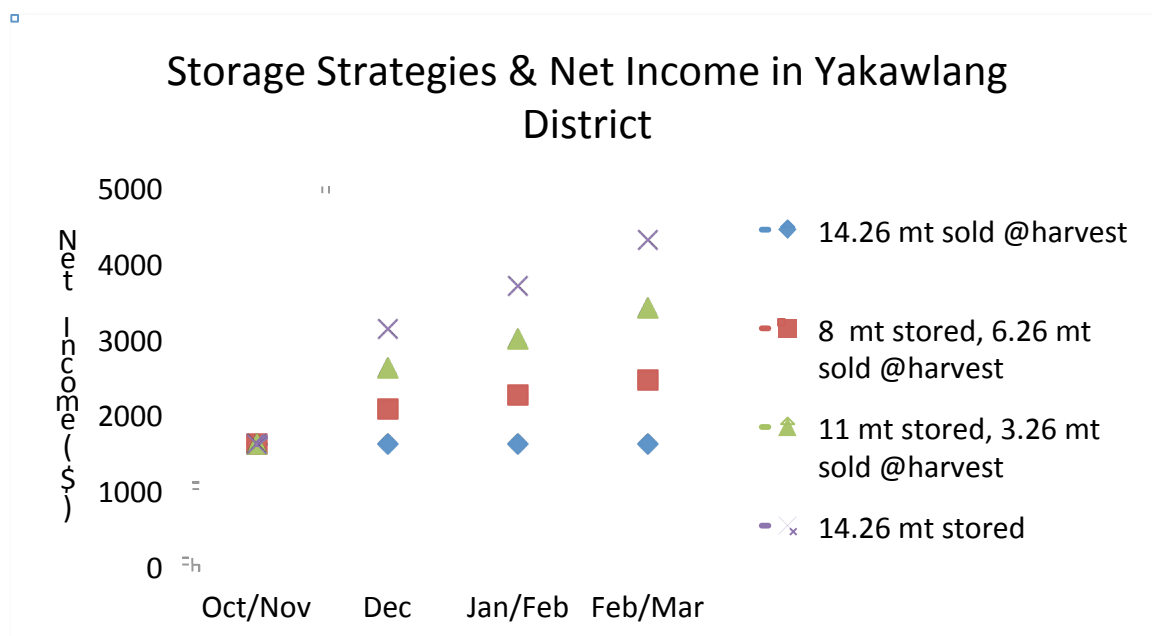 Storage Strategies & Net Income in Yakawlang
District
5000
4000
3000
2000
1000
0
Net Income($)
Oct/Nov Dec Jan/Feb Feb/Mar
14.26 mt sold @harvest
8 mt stored, 6.26 mt
sold @harvest
11 mt stored, 3.26 mt
sold @harvest
14.26 mt stored